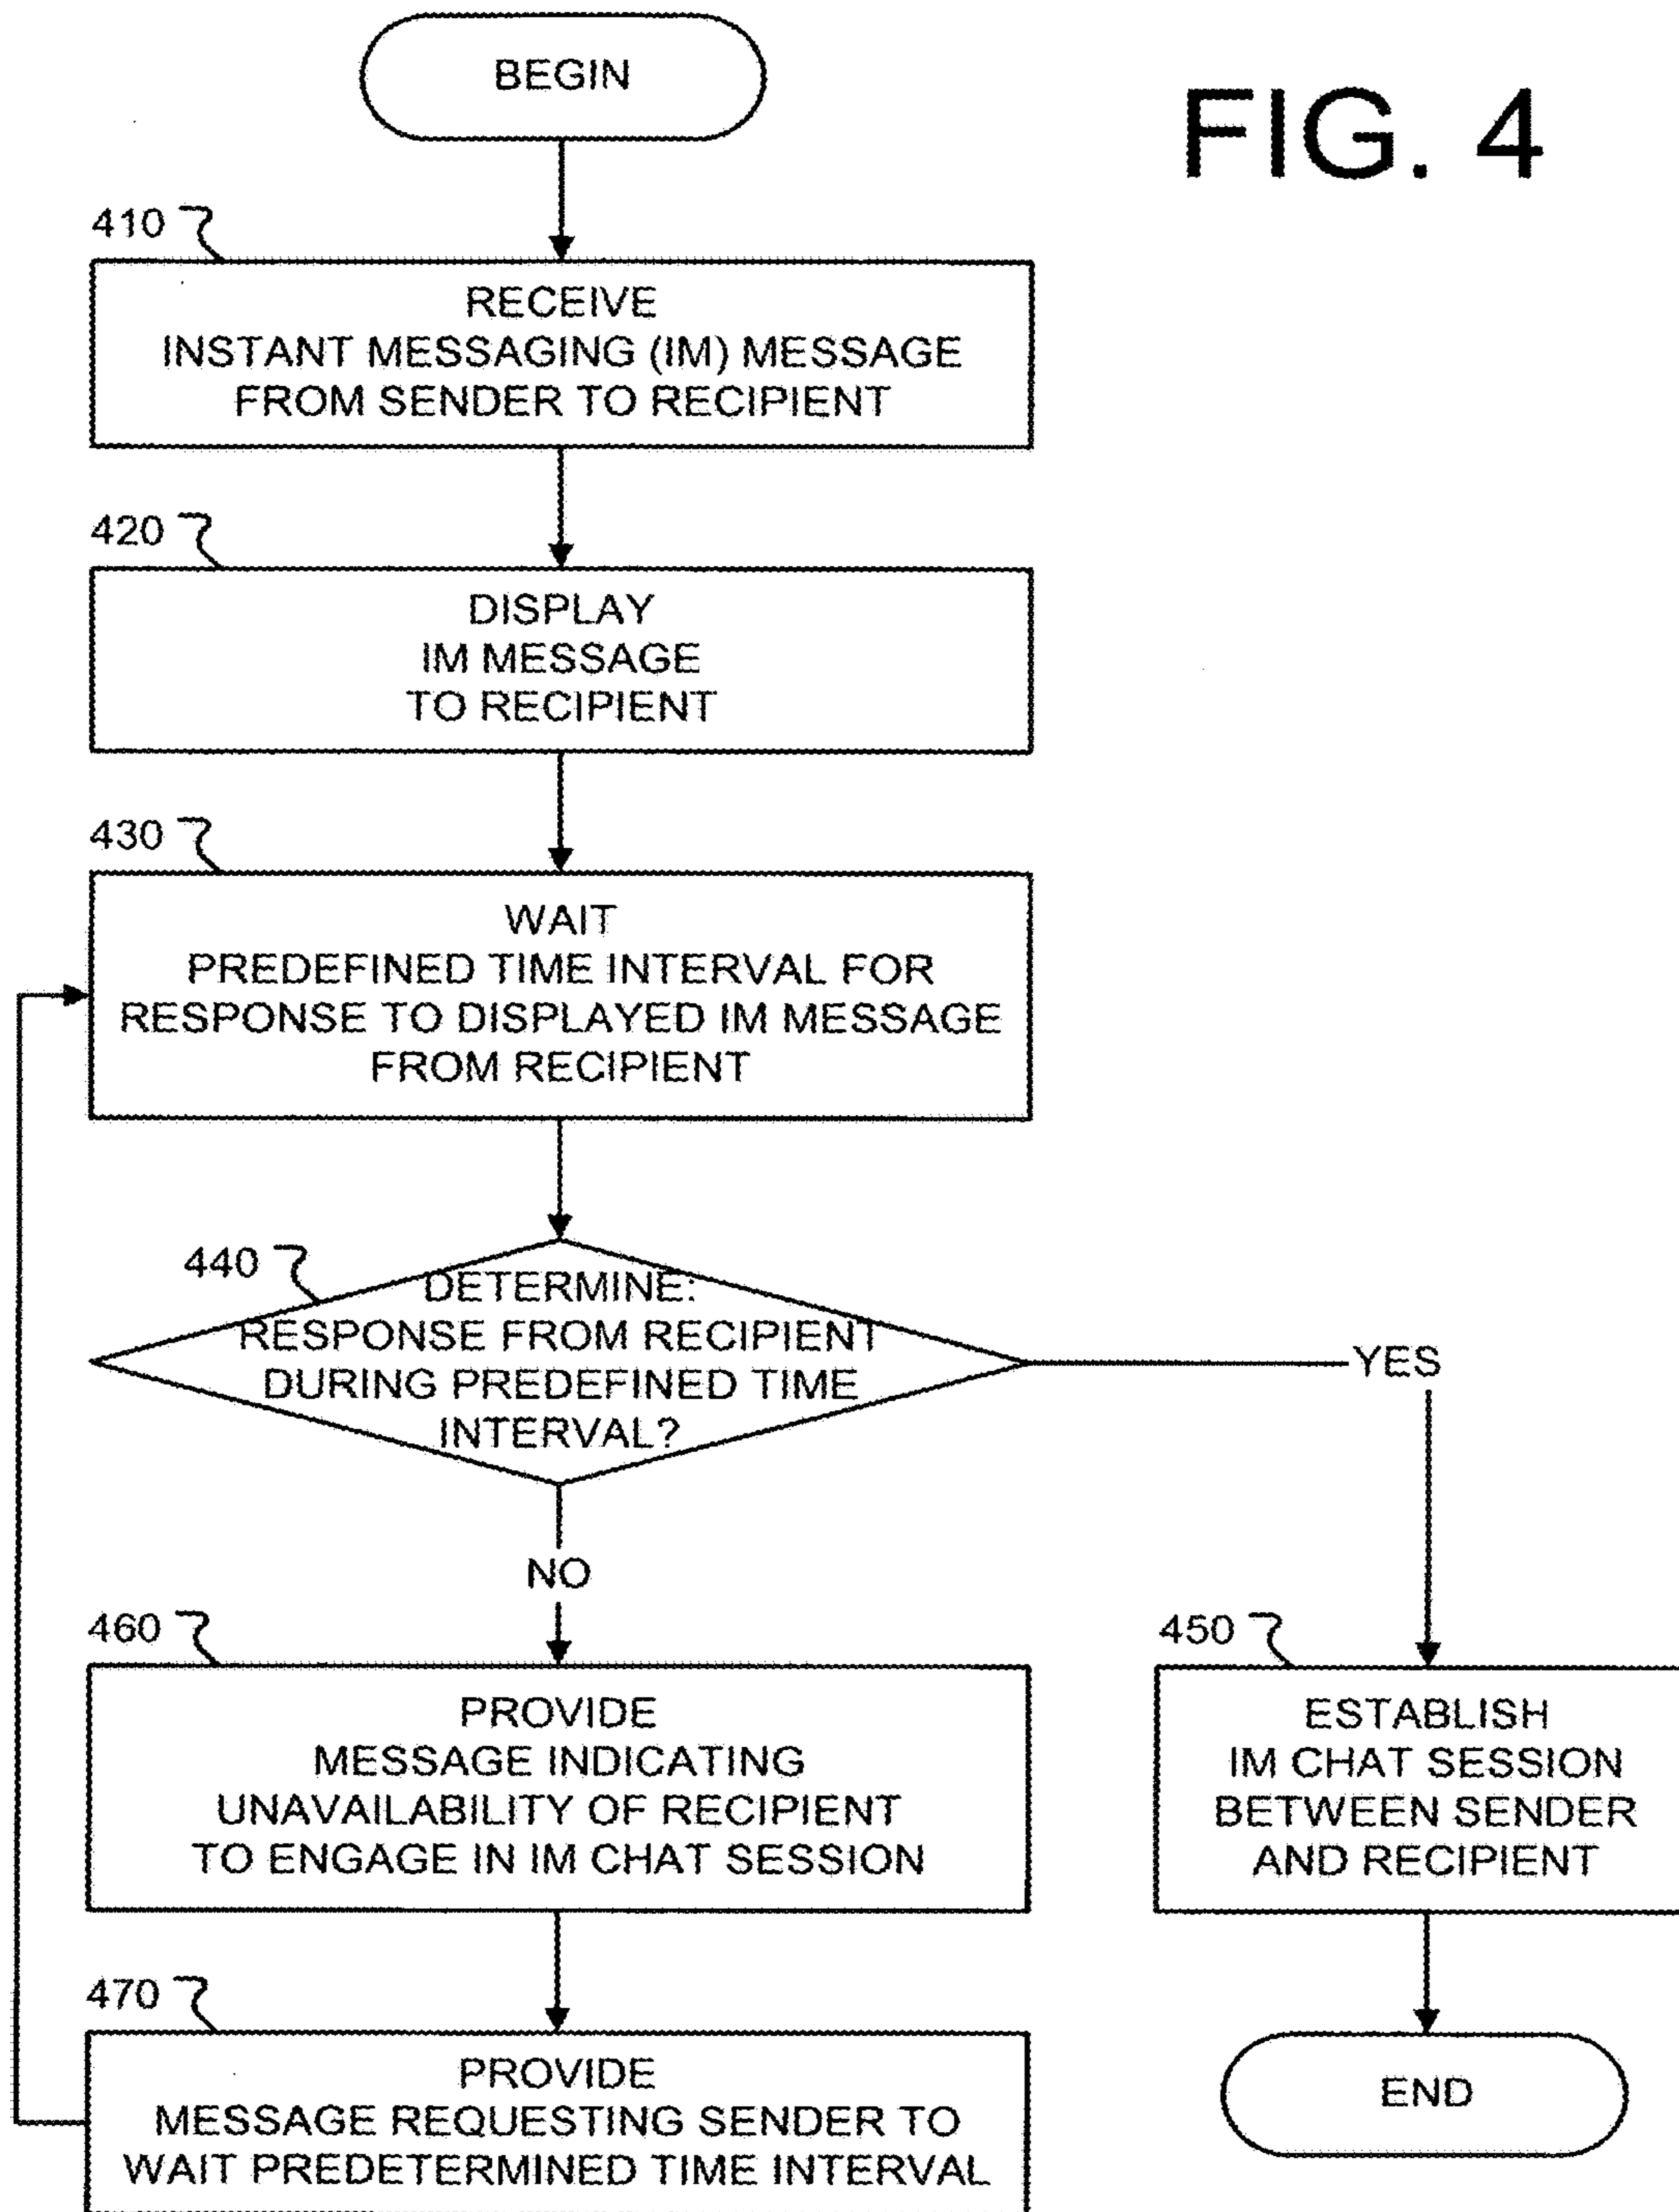 BEGIN
FIG. 4
410
RECEIVE
INSTANT MESSAGING (IM) MESSAGE
FROM SENDER TO RECIPIENT
420
DISPLAY
IM MESSAGE
TO RECIPIENT
430
WAIT
PREDEFINED TIME INTERVAL FOR
RESPONSE TO DISPLAYED IM MESSAGE
FROM RECIPIENT
440
DETERMINE:
RESPONSE FROM RECIPIENT
DURING PREDEFINED TIME
INTERVAL?
YES
NO
460
PROVIDE
MESSAGE INDICATING
UNAVAILABILITY OF RECIPIENT
TO ENGAGE IN IM CHAT SESSION
450
ESTABLISH
IM CHAT SESSION
BETWEEN SENDER
AND RECIPIENT
470
PROVIDE
MESSAGE REQUESTING SENDER TO
WAIT PREDETERMINED TIME INTERVAL
END